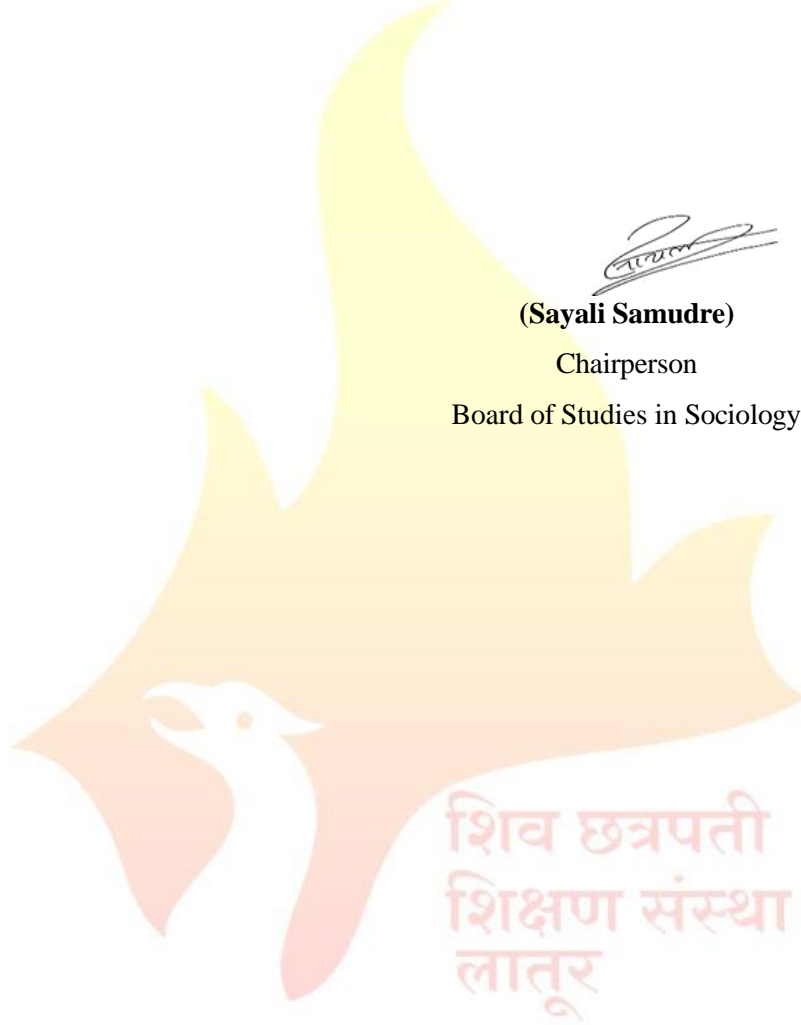 (Sayali Samudre)
Chairperson
Board of Studies in Sociology
शिव छत्रपती
शिक्षण संस्था
लातूर